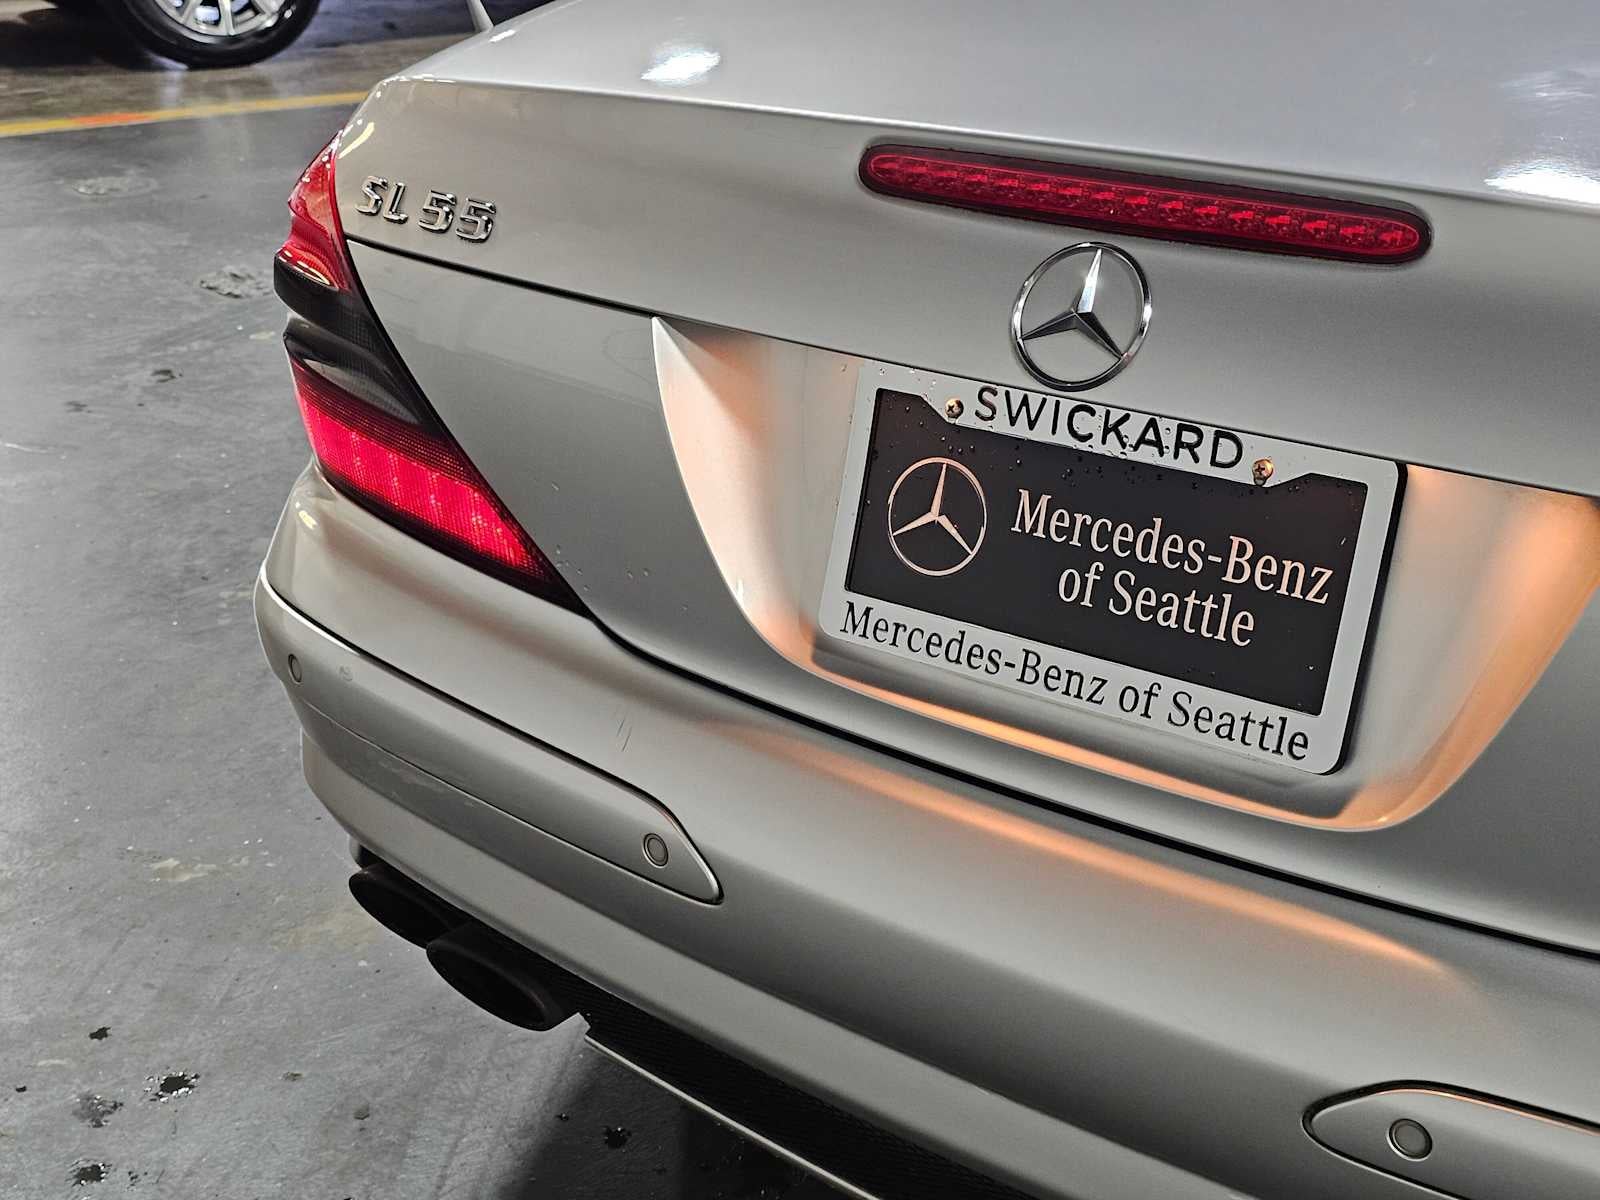 SL 55
SWICKARD
Mercedes-Benz
of Seattle
Mercedes-Benz of Seattle